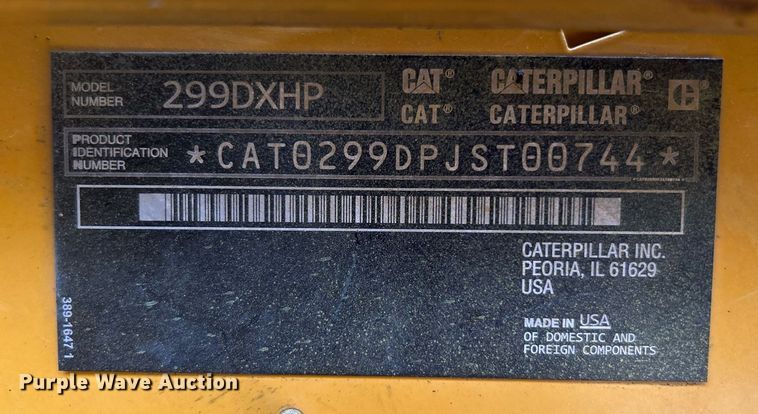 MODEL
NUMBER
299DXHP
CAT® CATERPILLAR®
CAT® CATERPILLAR®
PRODUCT
IDENTIFICATION
NUMBER
*CAT0299DPJST00744*
CATERPILLAR INC.
PEORIA, IL 61629
USA
MADE IN USA
OF DOMESTIC AND
FOREIGN COMPONENTS
389-1647 1
Purple Wave Auction